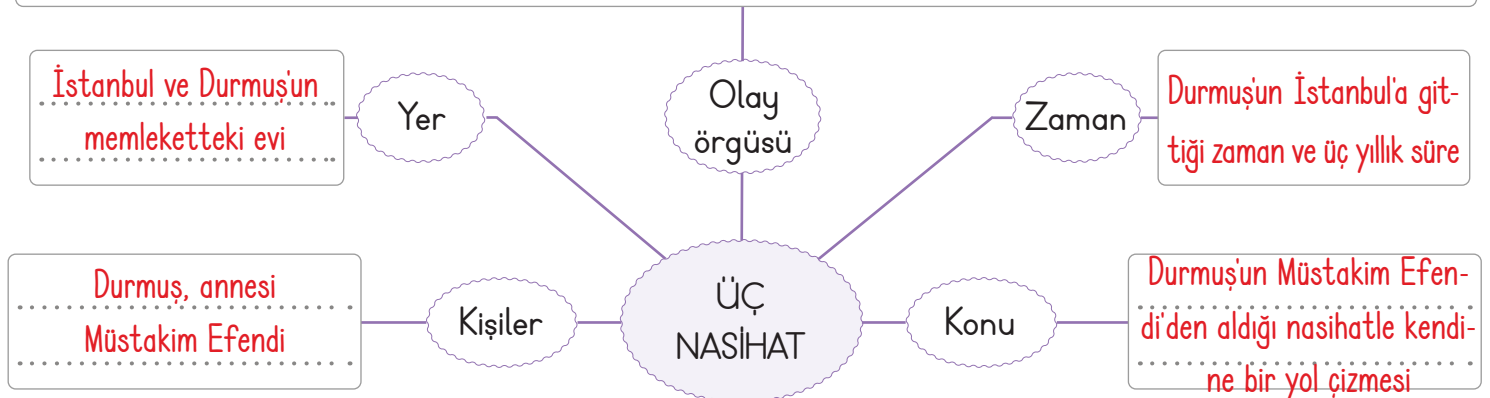 İstanbul ve Durmuş'un
memleketteki evi
Yer
Olay
örgüsü
Zaman
Durmuş'un İstanbul'a git-
tiği zaman ve üç yıllık süre
Durmuş, annesi
Müstakim Efendi
Kişiler
ÜÇ
NASİHAT
Konu
Durmuş'un Müstakim Efen-
di'den aldığı nasihatle kendi-
ne bir yol çizmesi